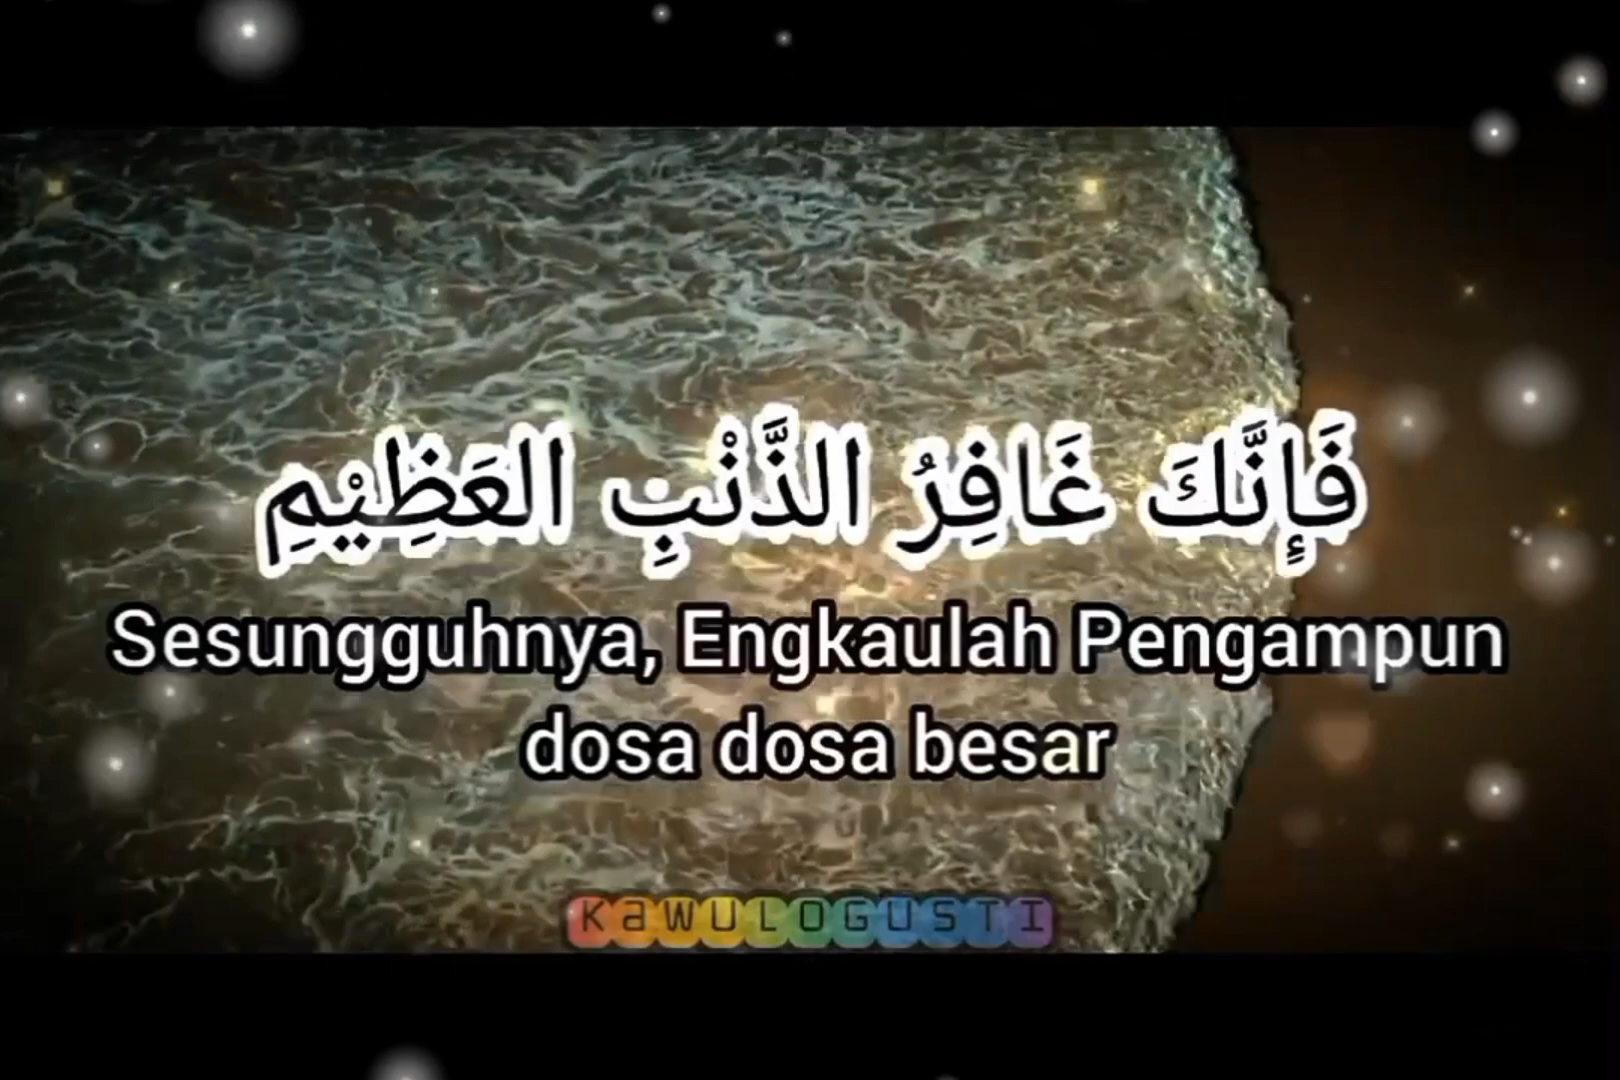 فَإِنَّكَ غَافِرُ الذَّنْبِ العَظِيْمِ
Sesungguhnya, Engkaulah Pengampun
dosa dosa besar
KaWULOGUSTI